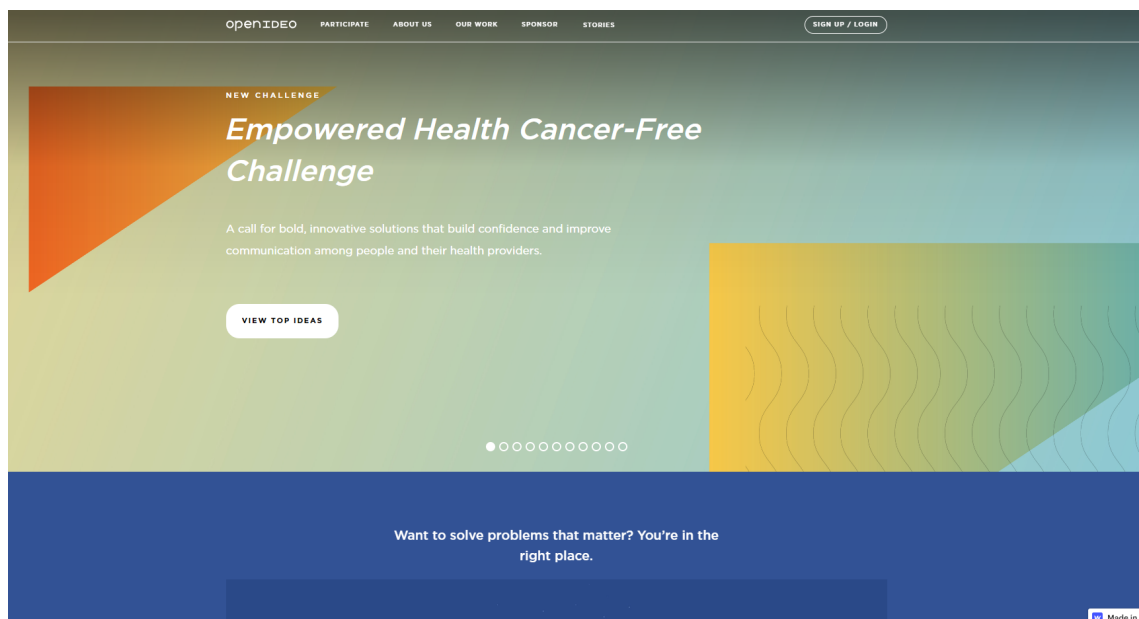 openIDEO PARTICIPATE ABOUT US OUR WORK SPONSOR STORIES SIGN UP / LOGIN
NEW CHALLENGE
Empowered Health Cancer-Free
Challenge
A call for bold, innovative solutions that build confidence and improve
communication among people and their health providers.
VIEW TOP IDEAS
Want to solve problems that matter? You’re in the
right place.
Made in